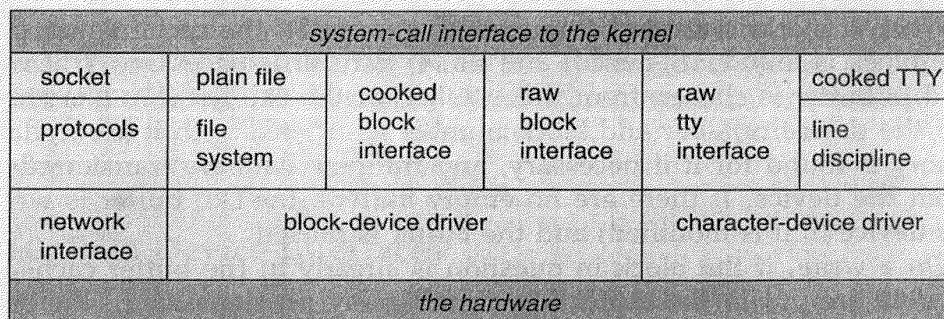 system-call interface to the kernel
socket
plain file
cooked
block
interface
raw
block
interface
raw
tty
interface
cooked TTY
protocols
file
system
line
discipline
network
interface
block-device driver
character-device driver
the hardware